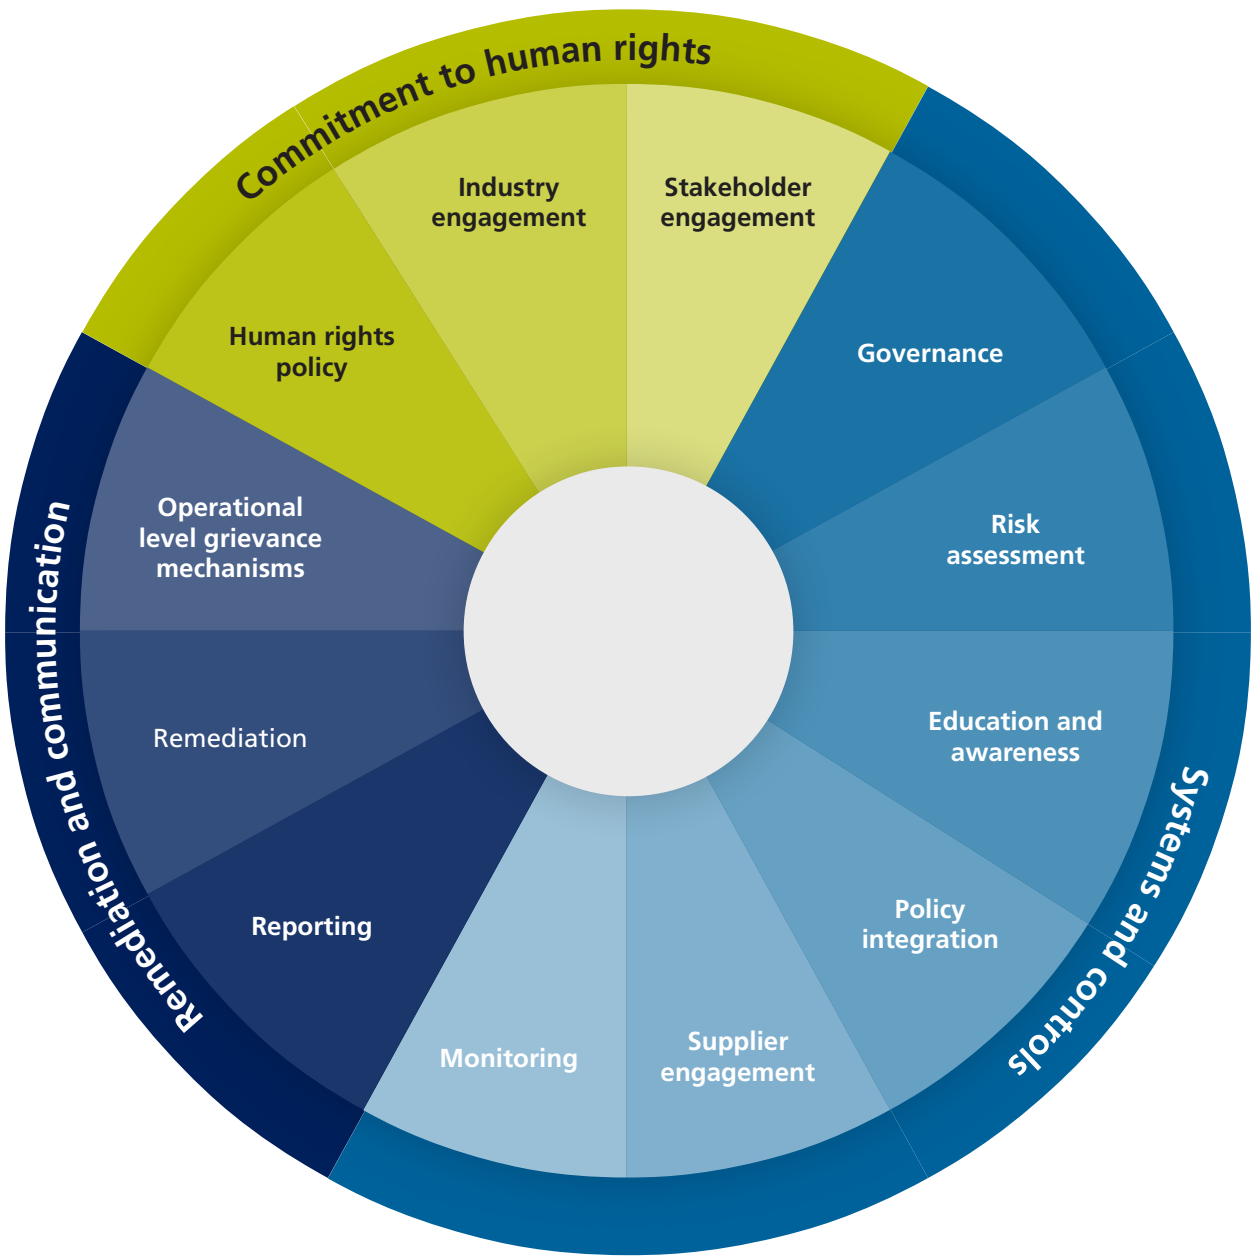 Commitment to human rights
Industry
engagement
Stakeholder
engagement
Human rights
policy
Governance
Operational
level grievance
mechanisms
Risk
assessment
Remediation and communication
Remediation
Education and
awareness
Systems and controls
Reporting
Policy
integration
Monitoring
Supplier
engagement